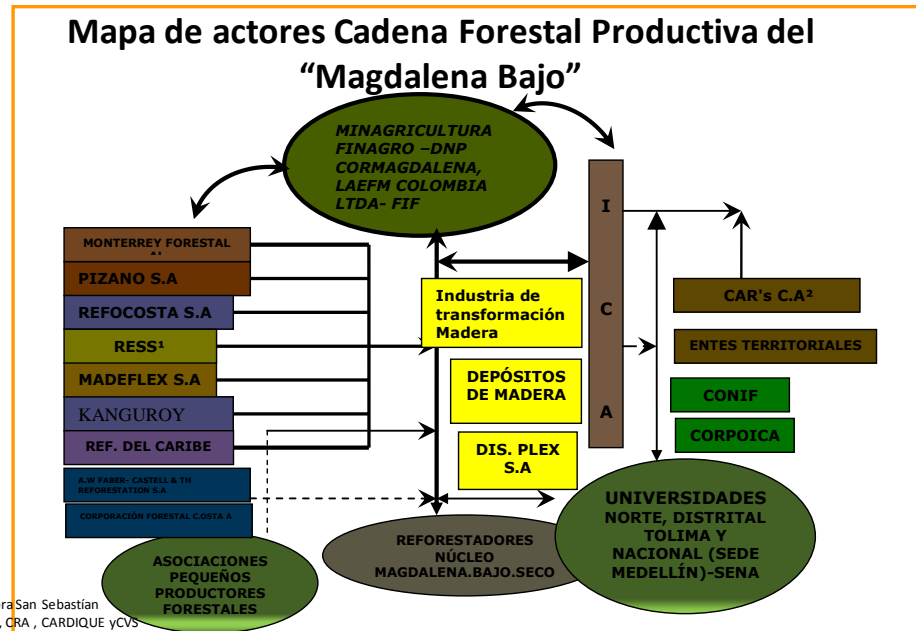 Mapa de actores Cadena Forestal Productiva del
“Magdalena Bajo”
MINAGRICULTURA
FINAGRO –DNP
CORMAGDALENA,
LAEFM COLOMBIA
LTDA- FIF
MONTERREY FORESTAL
PIZANO S.A
REFOCOSTA S.A
RESS¹
MADEFLEX S.A
KANGUROY
REF. DEL CARIBE
A.W FABER- CASTELL & TH
REFORESTATION S.A
CORPORACIÓN FORESTAL C.OSTA A
ASOCIACIONES
PEQUEÑOS
PRODUCTORES
FORESTALES
Industria de
transformación
Madera
DEPÓSITOS
DE MADERA
DIS. PLEX
S.A
REFORESTADORES
NÚCLEO
MAGDALENA.BAJO.SECO
I
C
A
CAR's C.A²
ENTES TERRITORIALES
CONIF
CORPOICA
UNIVERSIDADES
NORTE, DISTRITAL
TOLIMA Y
NACIONAL (SEDE
MEDELLÍN)-SENA
San Sebastían
, CRA , CARDIQUE yCVS